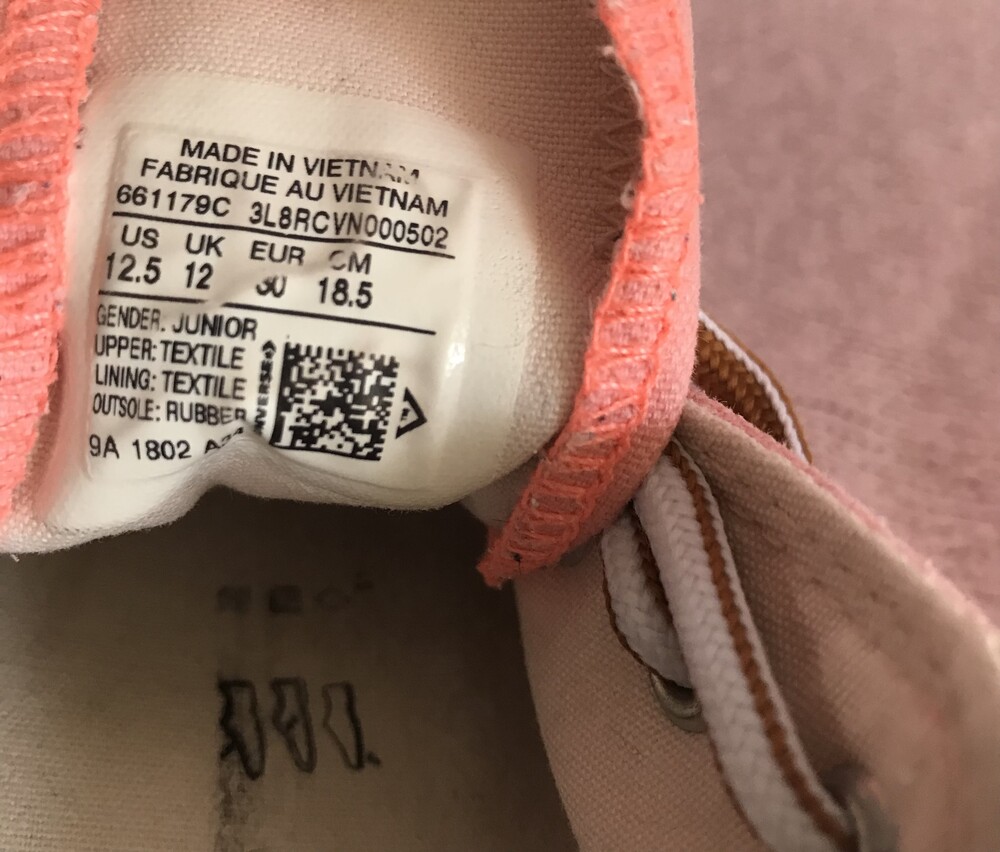 MADE IN VIETNAM
FABRIQUE AU VIETNAM
661179C 3L8RCVN000502
US UK EUR CM
12.5 12 30 18.5
GENDER: JUNIOR
UPPER: TEXTILE
LINING: TEXTILE
OUTSOLE: RUBBER
9A 1802